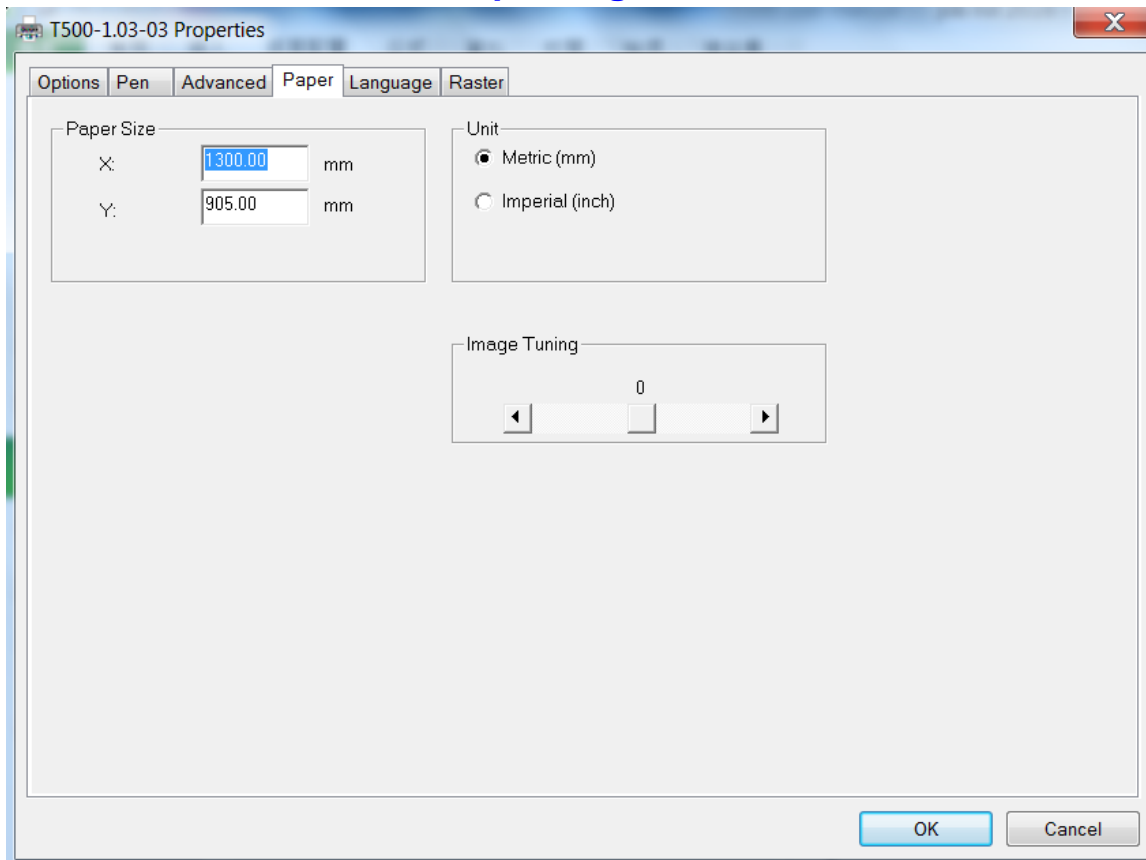 T500-1.03-03 Properties
X
Options Pen Advanced Paper Language Raster
Paper Size
X: 1300.00 mm
Y: 905.00 mm
Unit
Metric (mm)
Imperial (inch)
Image Tuning
0
OK Cancel